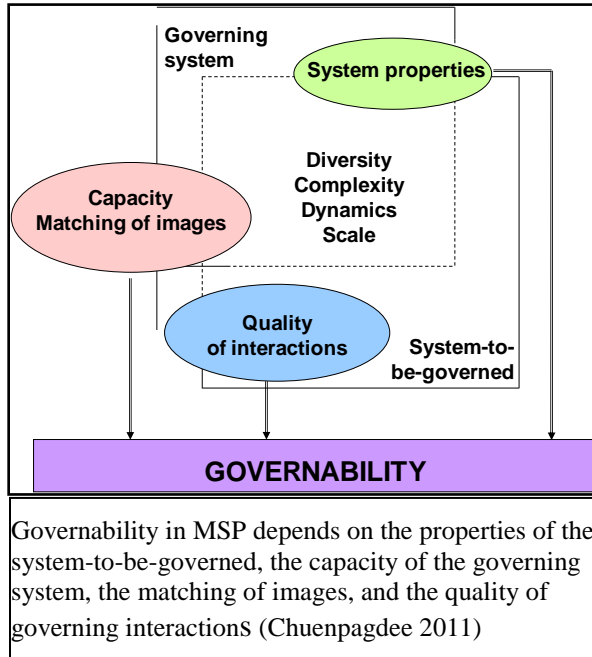 Governing
system
System properties
Diversity
Complexity
Dynamics
Scale
Capacity
Matching of images
Quality
of interactions
System-to-
be-governed
GOVERNABILITY
Governability in MSP depends on the properties of the
system-to-be-governed, the capacity of the governing
system, the matching of images, and the quality of
governing interactions (Chuenpagdee 2011)